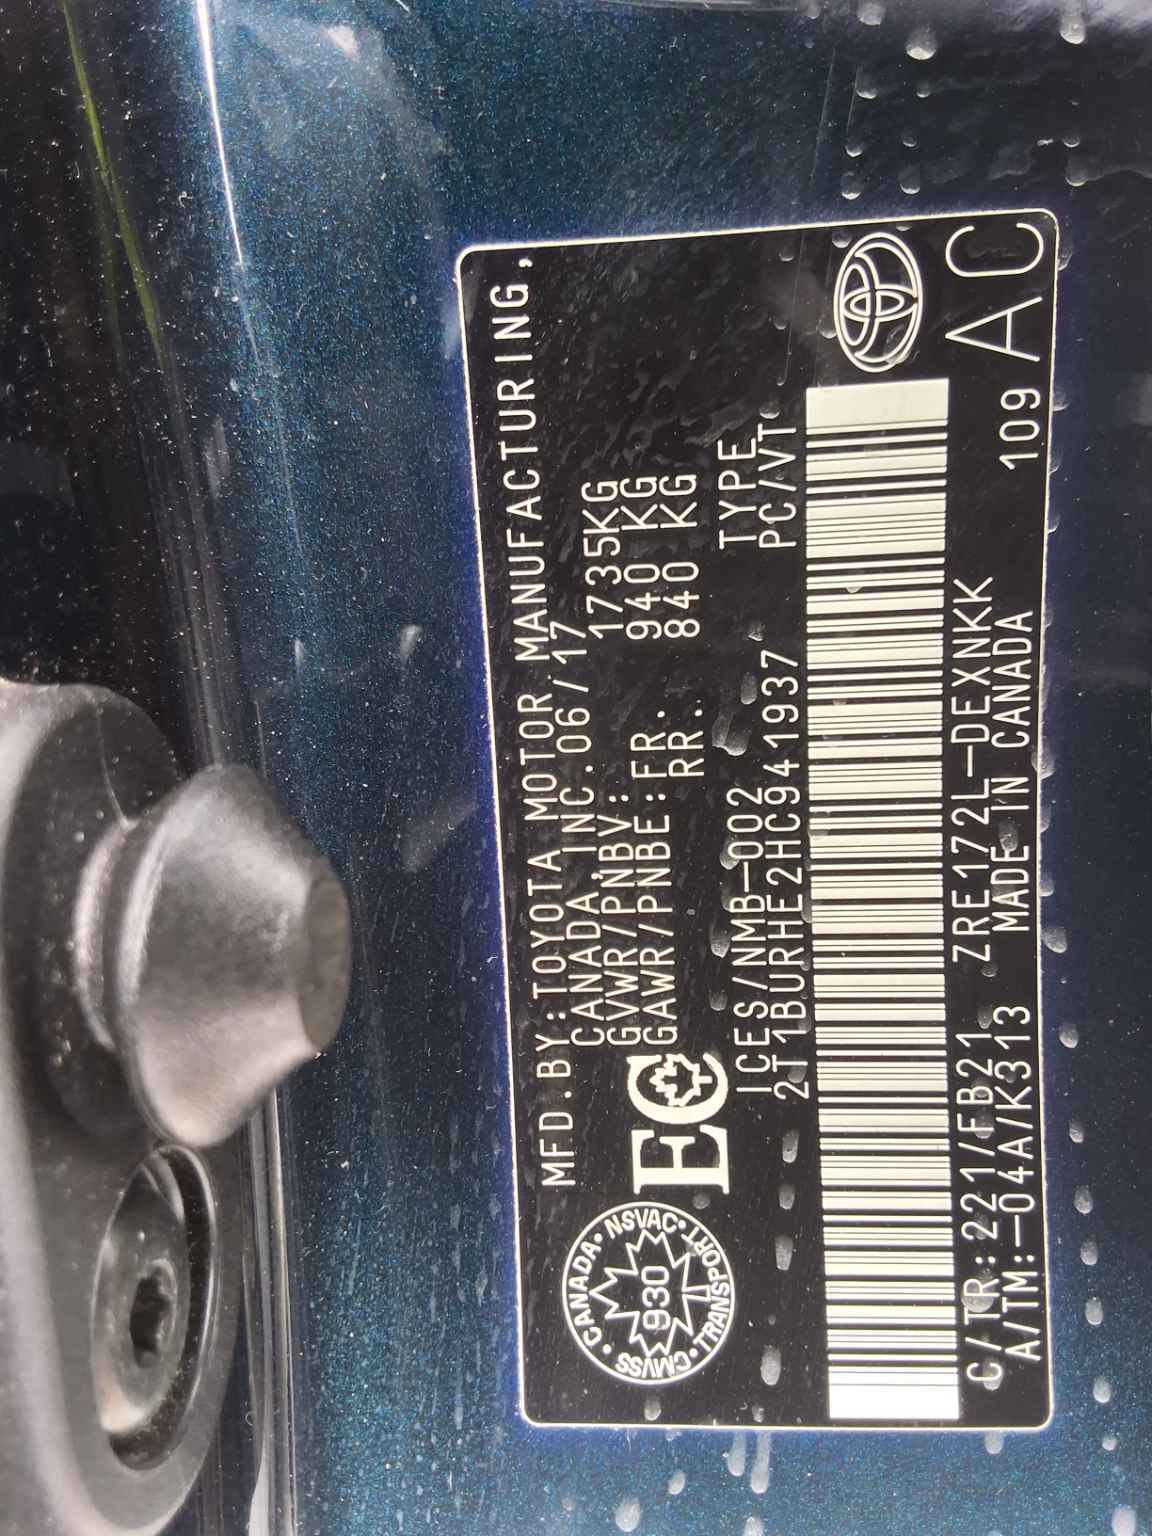 MFD.BY:TOYOTA MOTOR MANUFACTURING,
CANADA INC.06/17
GVWR/PNBV: 1735KG
GAWR/PNBE:FR. 940 KG
RR. 840 KG
EC
CANADA • NSVAC • TRANSPORT • CMVSS •
930
ICES/NMB-002 TYPE
2T1BURHE2HC941937 PC/VT
C/TR:221/FB21 ZRE172L-DEXNKK
A/TM:-04A/K313 MADE IN CANADA 109 AC